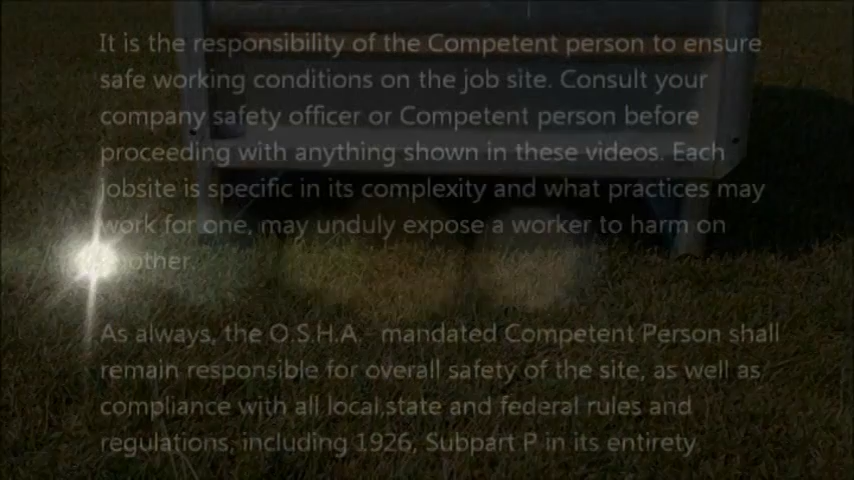 It is the responsibility of the Competent person to ensure
safe working conditions on the job site. Consult your
company safety officer or Competent person before
proceeding with anything shown in these videos. Each
jobsite is specific in its complexity and what practices may
work for one, may unduly expose a worker to harm on
another.
As always, the O.S.H.A.- mandated Competent Person shall
remain responsible for overall safety of the site, as well as
compliance with all local,state and federal rules and
regulations, including 1926, Subpart P in its entirety.